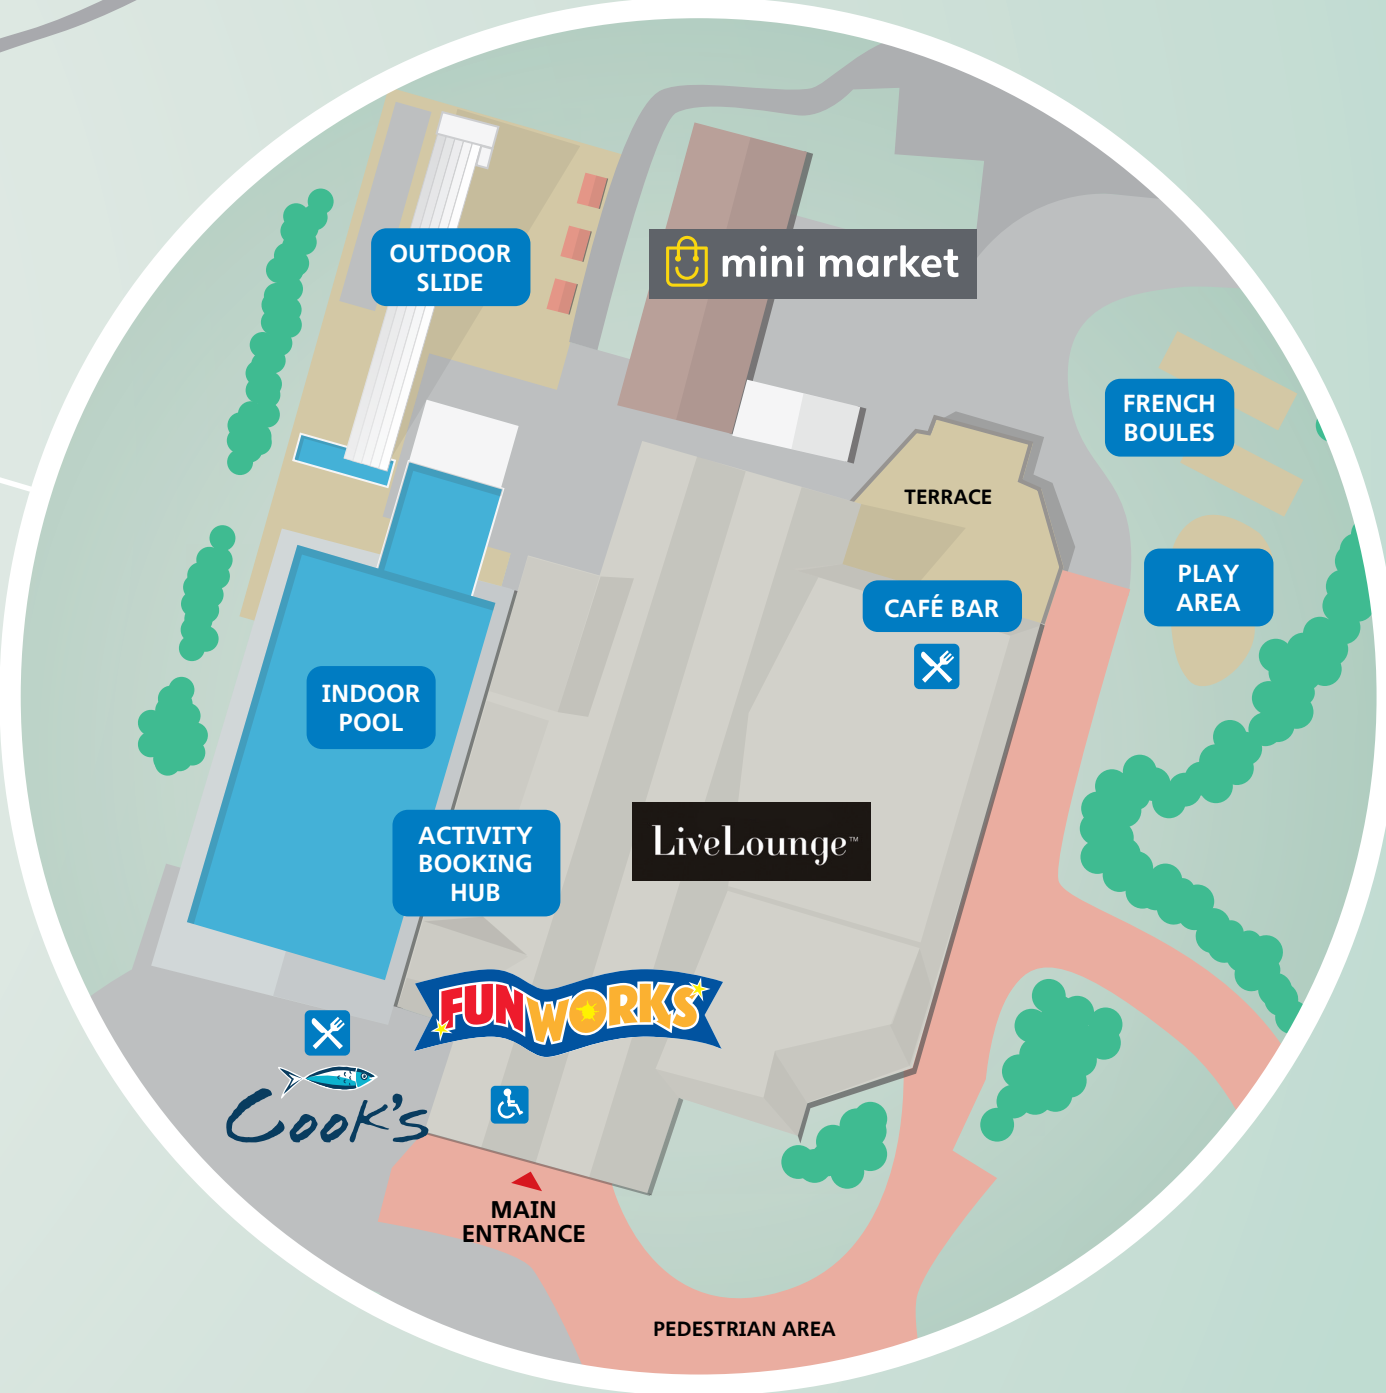 OUTDOOR
SLIDE
mini market
FRENCH
BOULES
TERRACE
PLAY
AREA
CAFÉ BAR
INDOOR
POOL
ACTIVITY
BOOKING
HUB
LiveLounge™
FUNWORKS
Cook's
MAIN
ENTRANCE
PEDESTRIAN AREA